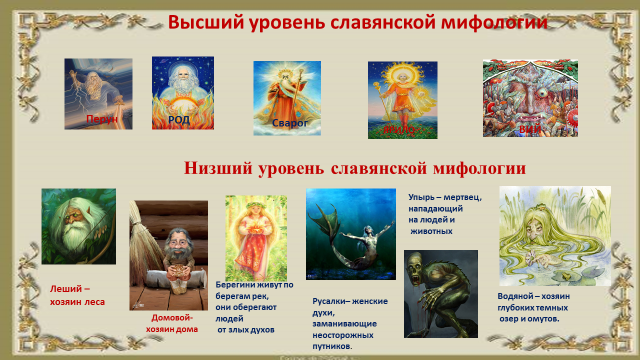 Высший уровень славянской мифологии
Перун
РОД
Сварог
ВИЙ
Низший уровень славянской мифологии
Леший –
хозяин леса
Домовой-
хозяин дома
Берегини живут по
берегам рек,
они оберегают
людей
от злых духов
Русалки– женские
духи,
заманивающие
неосторожных
путников.
Упырь – мертвец,
нападающий
на людей и
животных
Водяной – хозяин
глубоких темных
озер и омутов.